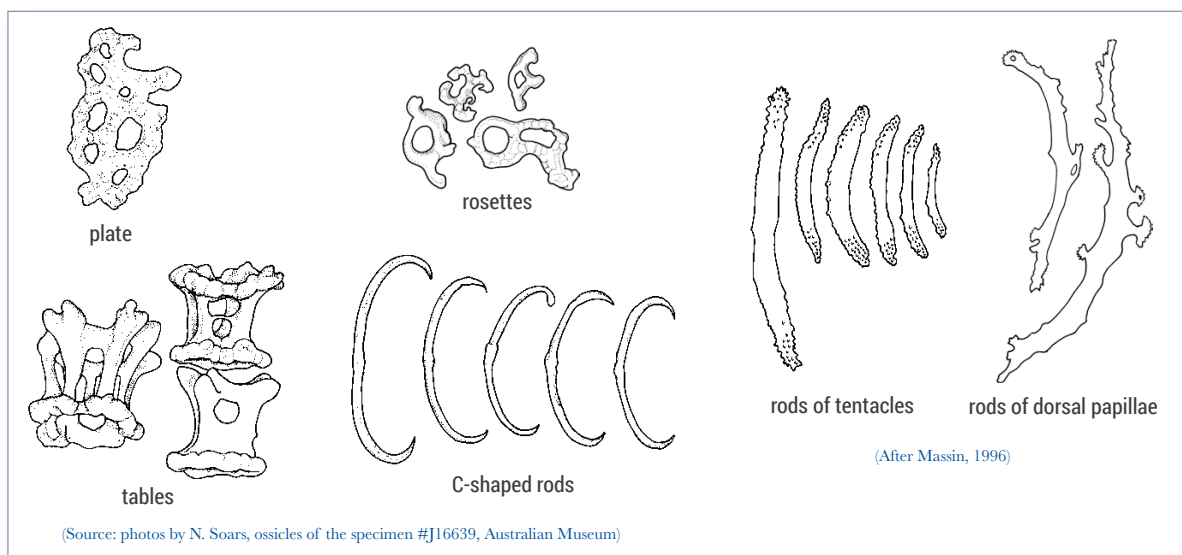 plate
rosettes
tables
C-shaped rods
(Source: photos by N. Soars, ossicles of the specimen #J16639, Australian Museum)
rods of tentacles
rods of dorsal papillae
(After Massin, 1996)